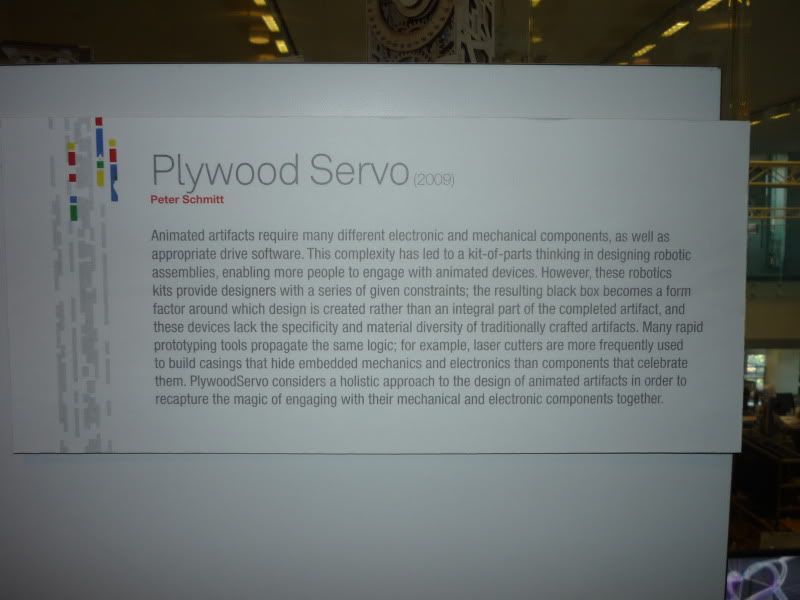 Plywood Servo (2009)
Peter Schmitt
Animated artifacts require many different electronic and mechanical components, as well as
appropriate drive software. This complexity has led to a kit-of-parts thinking in designing robotic
assemblies, enabling more people to engage with animated devices. However, these robotics
kits provide designers with a series of given constraints; the resulting black box becomes a form
factor around which design is created rather than an integral part of the completed artifact, and
these devices lack the specificity and material diversity of traditionally crafted artifacts. Many rapid
prototyping tools propagate the same logic; for example, laser cutters are more frequently used
to build casings that hide embedded mechanics and electronics than components that celebrate
them. PlywoodServo considers a holistic approach to the design of animated artifacts in order to
recapture the magic of engaging with their mechanical and electronic components together.